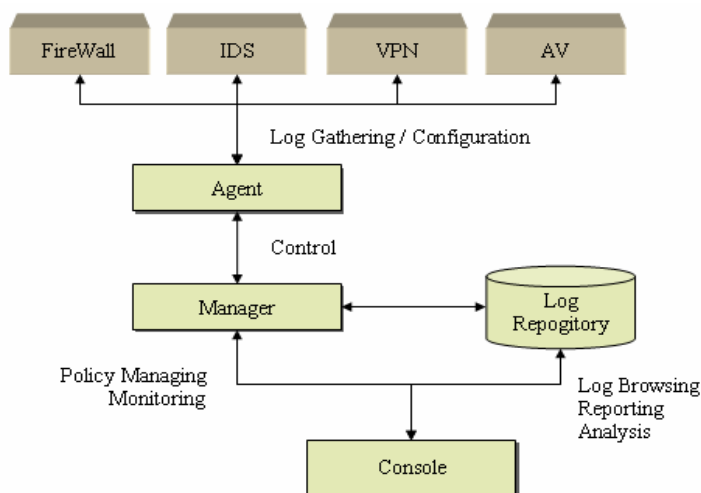 FireWall
IDS
VPN
AV
Log Gathering / Configuration
Agent
Control
Manager
Log
Repogitory
Policy Managing
Monitoring
Log Browsing
Reporting
Analysis
Console